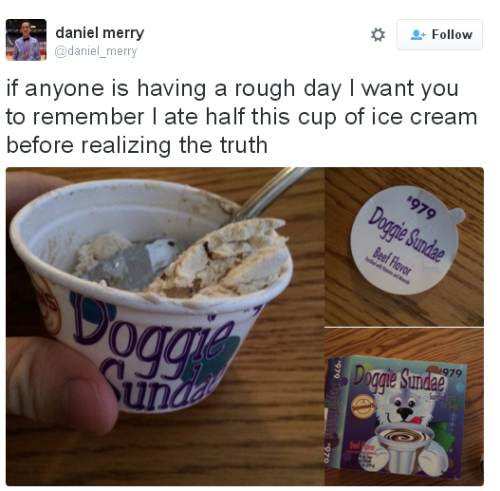 daniel merry
@daniel_merry
Follow
if anyone is having a rough day I want you
to remember I ate half this cup of ice cream
before realizing the truth
Doggie
Sunda
$979
Doggie Sundae
Beef Flavor
$979
Doggie Sundae